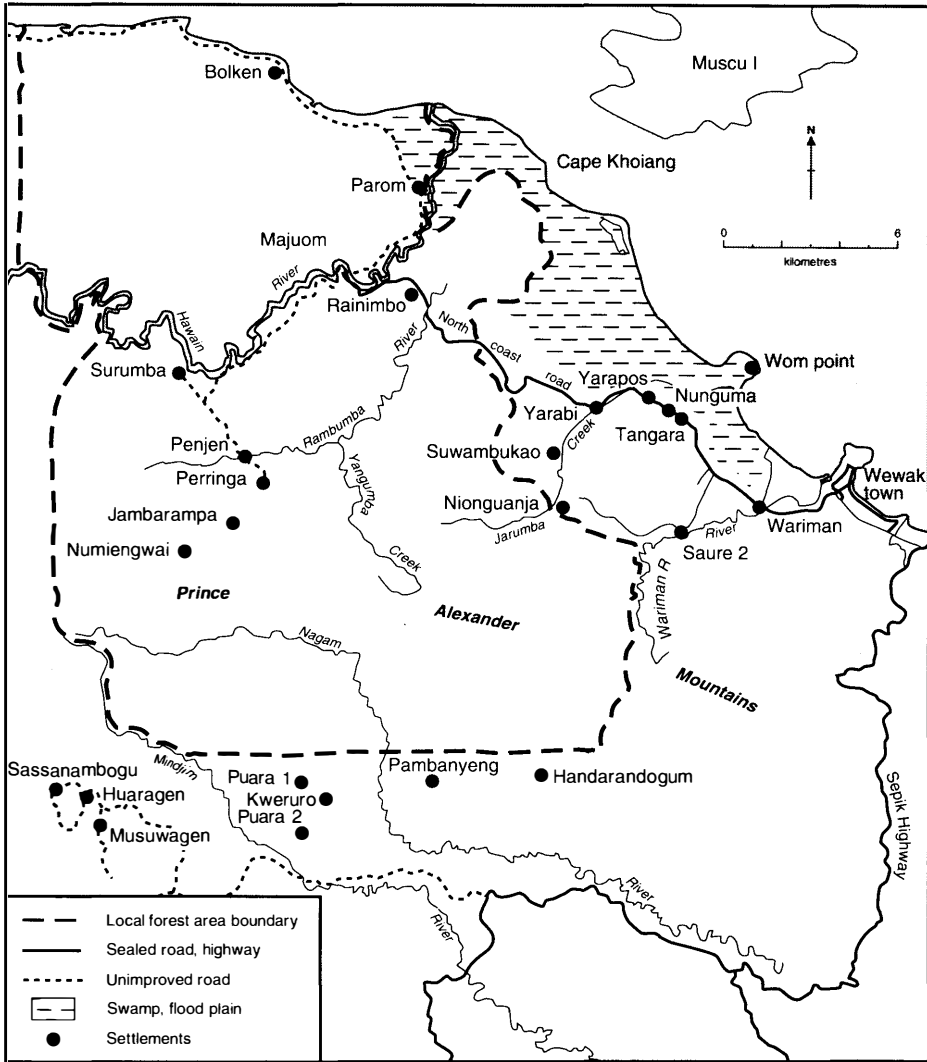 Muscu I
Bolken
N
Cape Khoiang
Parom
0 6
kilometres
Majuom
River
Rainimbo
Hawain
River
North
coast
road
Worn point
Surumba
Yarapos
Nunguma
Yarabi
Rambumba
Creek
Tangara
Penjen
Suwambukao
Wewak
town
Perringa
Yangumba
Nionguanja
Jambarampa
Jarumba
River
Wariman
Numiengwai
Creek
Saure 2
Prince
Wariman R
Alexander
Nagam
Mountains
Mindjim
Sassanambogu
Puara 1
Pambanyeng
Handarandogum
Huaragen
Kweruro
Puara 2
Musuwagen
Sepik Highway
River
River
Local forest area boundary
Sealed road, highway
Unimproved road
Swamp, flood plain
Settlements